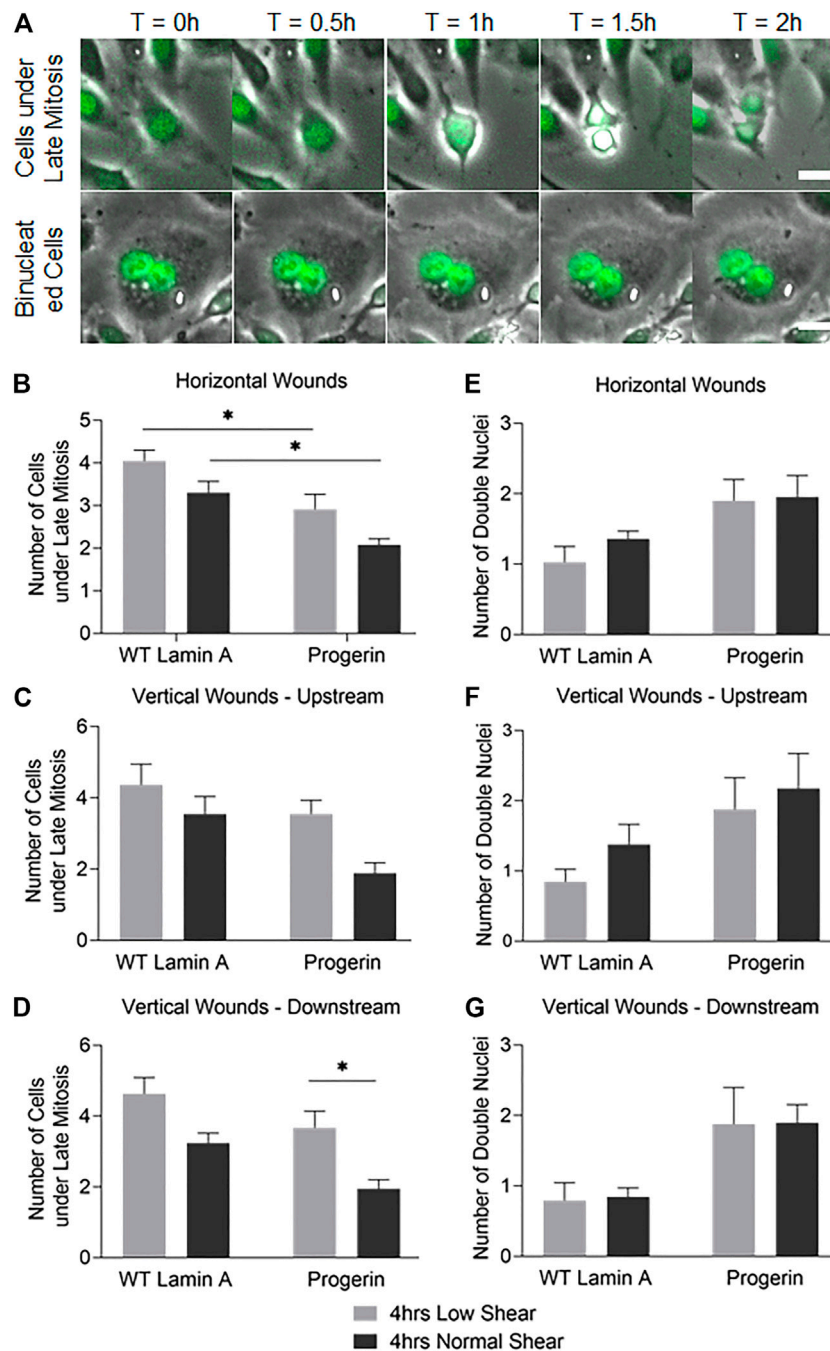 A
T = 0h
T = 0.5h
T = 1h
T = 1.5h
T = 2h
Cells under
Late Mitosis
Binucleat
ed Cells
B
Horizontal Wounds
Number of Cells
under Late Mitosis
5
4
3
2
1
0
*
*
WT Lamin A
Progerin
E
Horizontal Wounds
Number of Double Nuclei
3
2
1
0
WT Lamin A
Progerin
C
Vertical Wounds - Upstream
Number of Cells
under Late Mitosis
6
4
2
0
WT Lamin A
Progerin
F
Vertical Wounds - Upstream
Number of Double Nuclei
3
2
1
0
WT Lamin A
Progerin
D
Vertical Wounds - Downstream
Number of Cells
under Late Mitosis
6
4
2
0
*
WT Lamin A
Progerin
G
Vertical Wounds - Downstream
Number of Double Nuclei
3
2
1
0
WT Lamin A
Progerin
4hrs Low Shear
4hrs Normal Shear